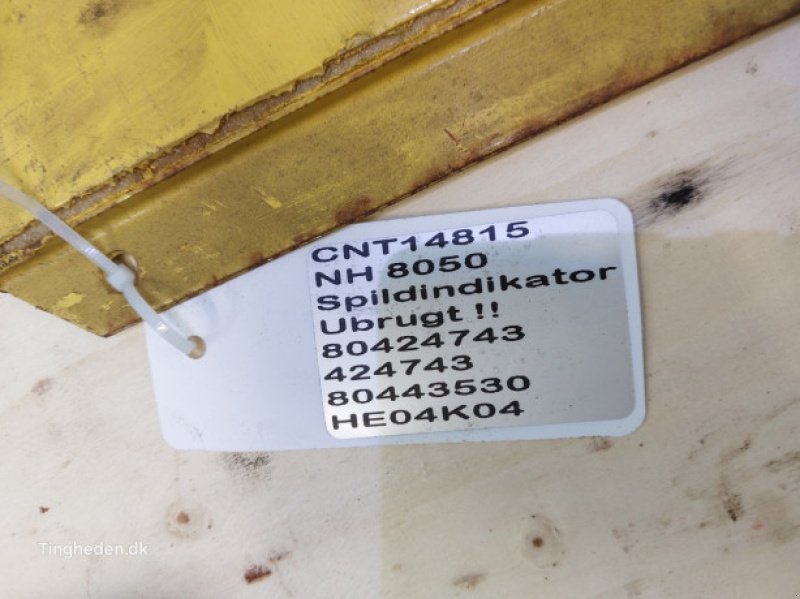 CNT14815
NH 8050
Spildindikator
Ubrugt !!
80424743
424743
80443530
HE04K04
Tingheden.dk